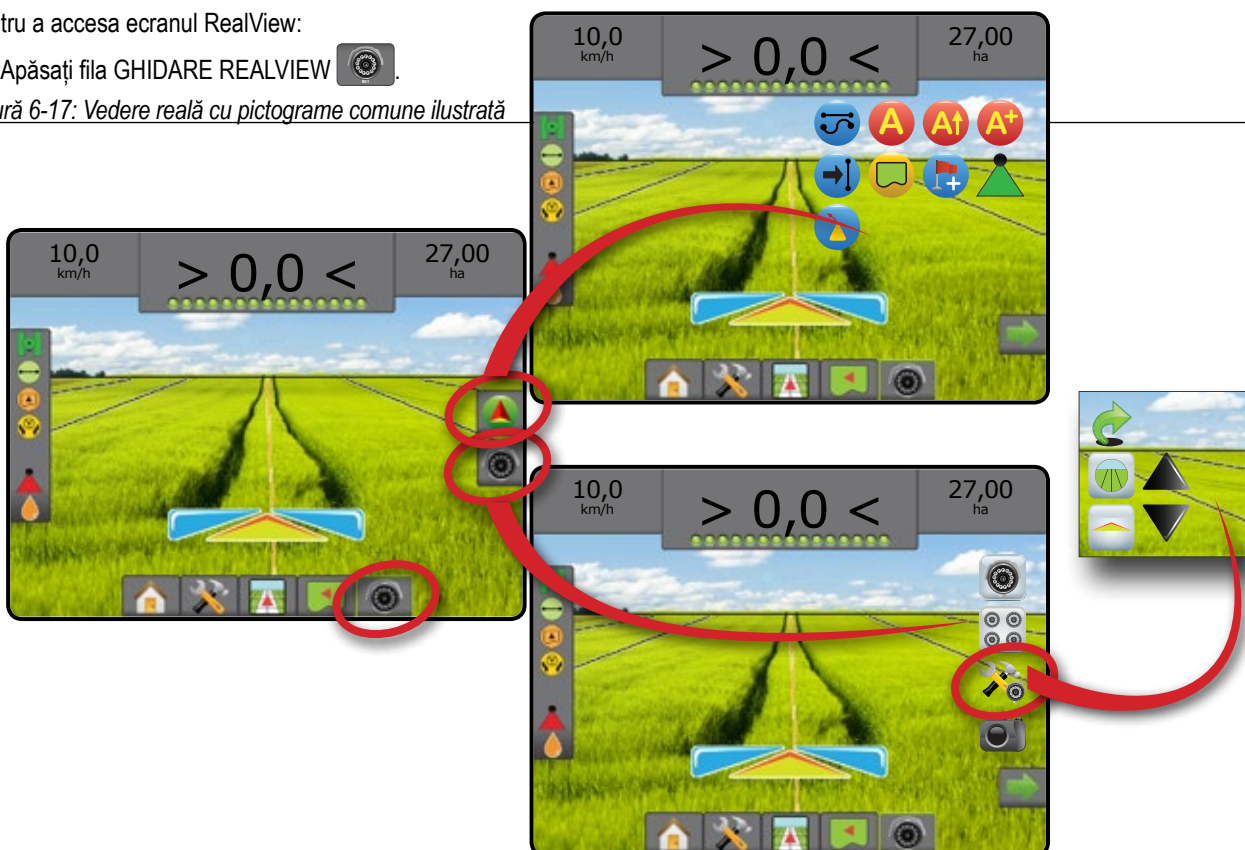 tru a accesa ecranul RealView:
Apăsați fila GHIDARE REALVIEW .
ură 6-17: Vedere reală cu pictograme comune ilustrată
10,0
km/h
> 0,0 <
27,00
ha
A A A+
10,0
km/h
> 0,0 <
27,00
ha
10,0
km/h
> 0,0 <
27,00
ha